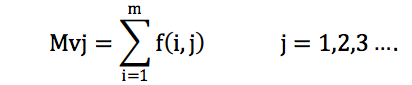 Mvj = ∑_{i=1}^{m} f(i, j)      j = 1,2,3 ….